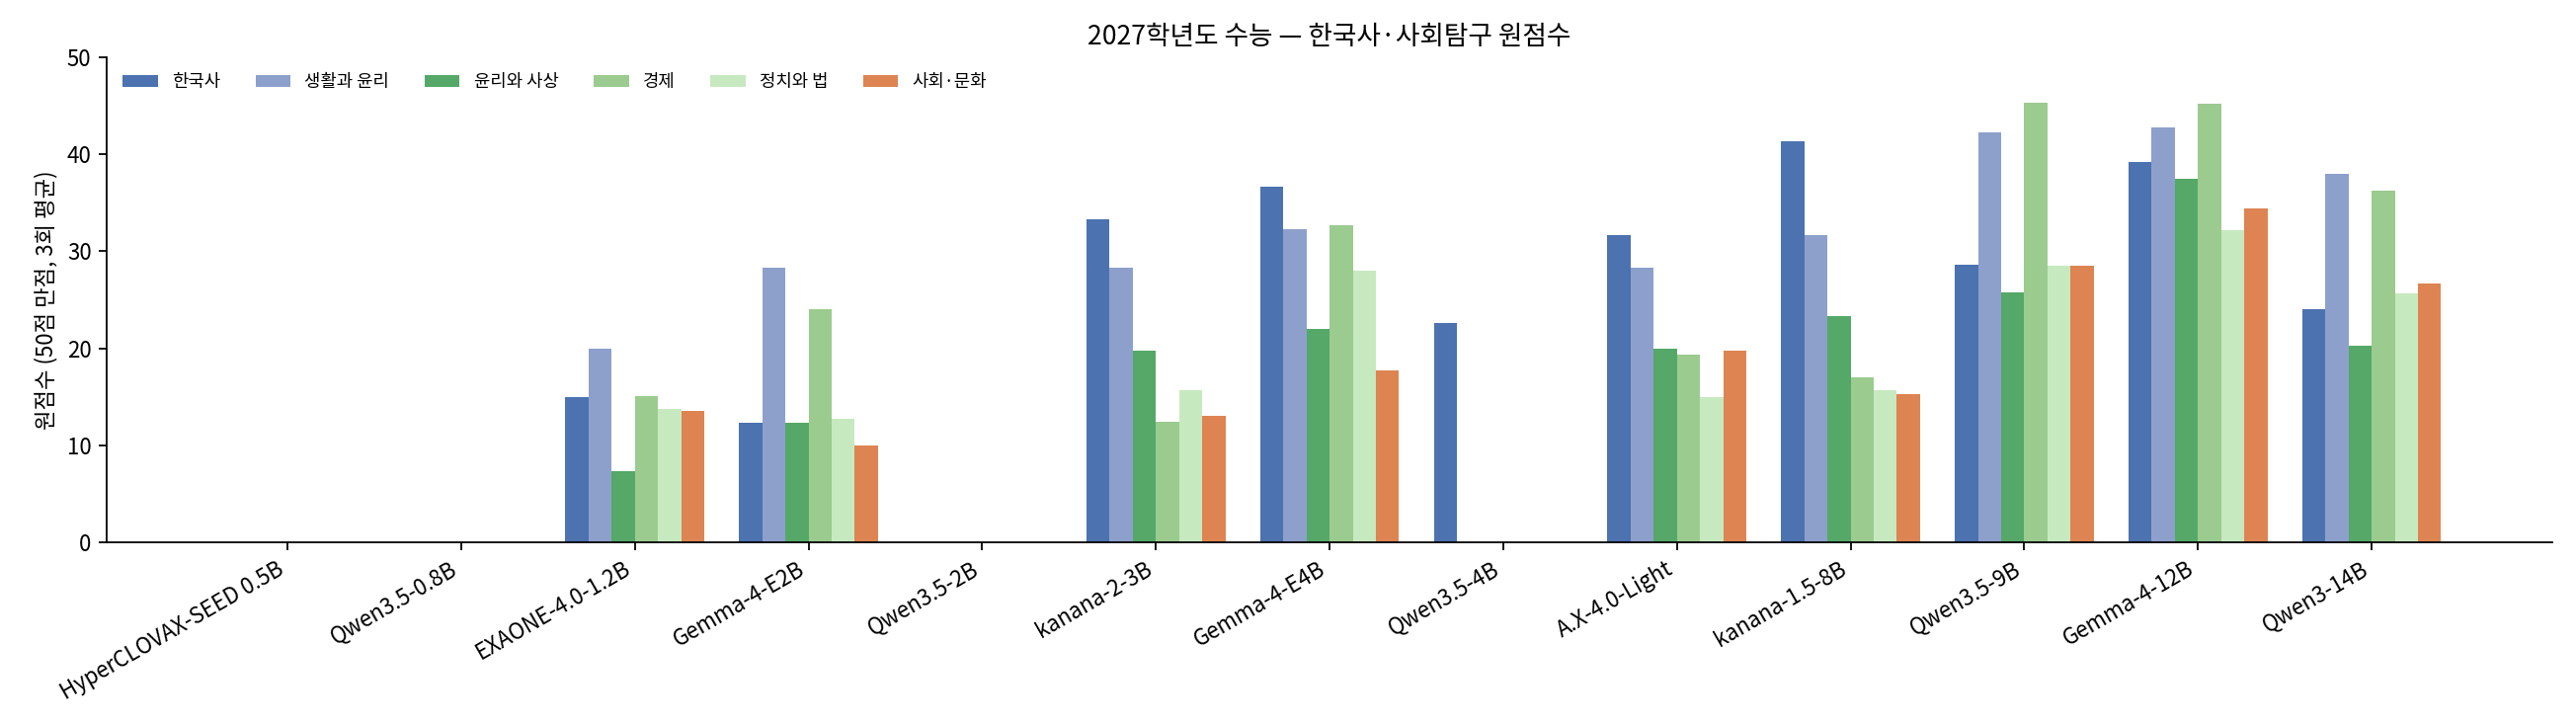 2027학년도 수능 — 한국사·사회탐구 원점수
한국사 생활과 윤리 윤리와 사상 경제 정치와 법 사회·문화
원점수 (50점 만점, 3회 평균)
50
40
30
20
10
0
HyperCLOVAX-SEED 0.5B
Qwen3.5-0.8B
EXAONE-4.0-1.2B
Gemma-4-E2B
Qwen3.5-2B
kanana-2-3B
Gemma-4-E4B
Qwen3.5-4B
A.X-4.0-Light
kanana-1.5-8B
Qwen3.5-9B
Gemma-4-12B
Qwen3-14B